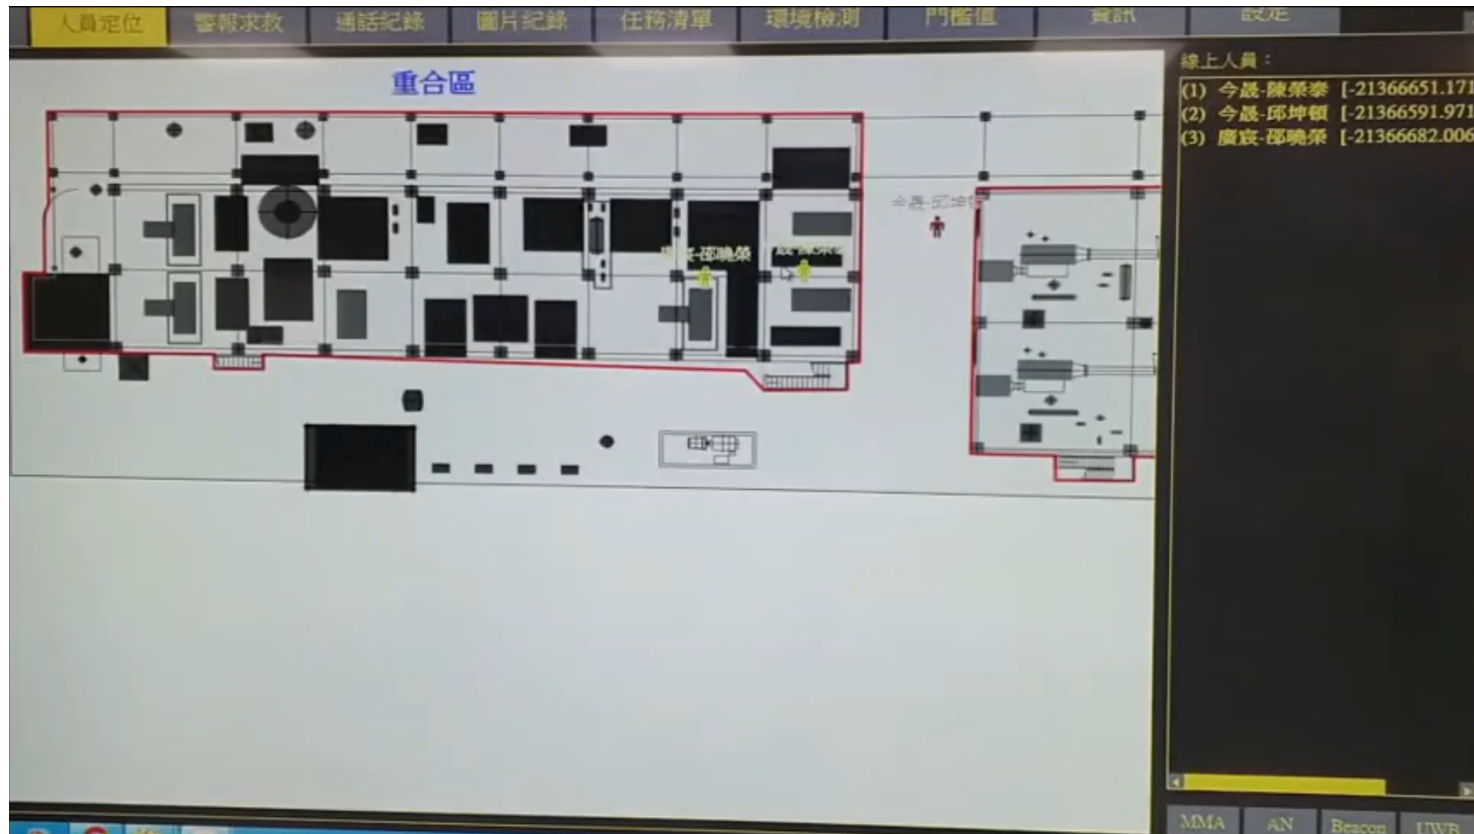 人員定位
警報求救
通話紀錄
圖片紀錄
任務清單
環境檢測
門檻值
資訊
設定
重合區
線上人員：
(1) 今晟-陳榮泰 [-21366651.171
(2) 今晟-邱坤頓 [-21366591.971
(3) 廣宸-邵曉榮 [-21366682.006
今晟-邱坤頓
宸-邵曉榮
MMA
AN
Beacon
UWB